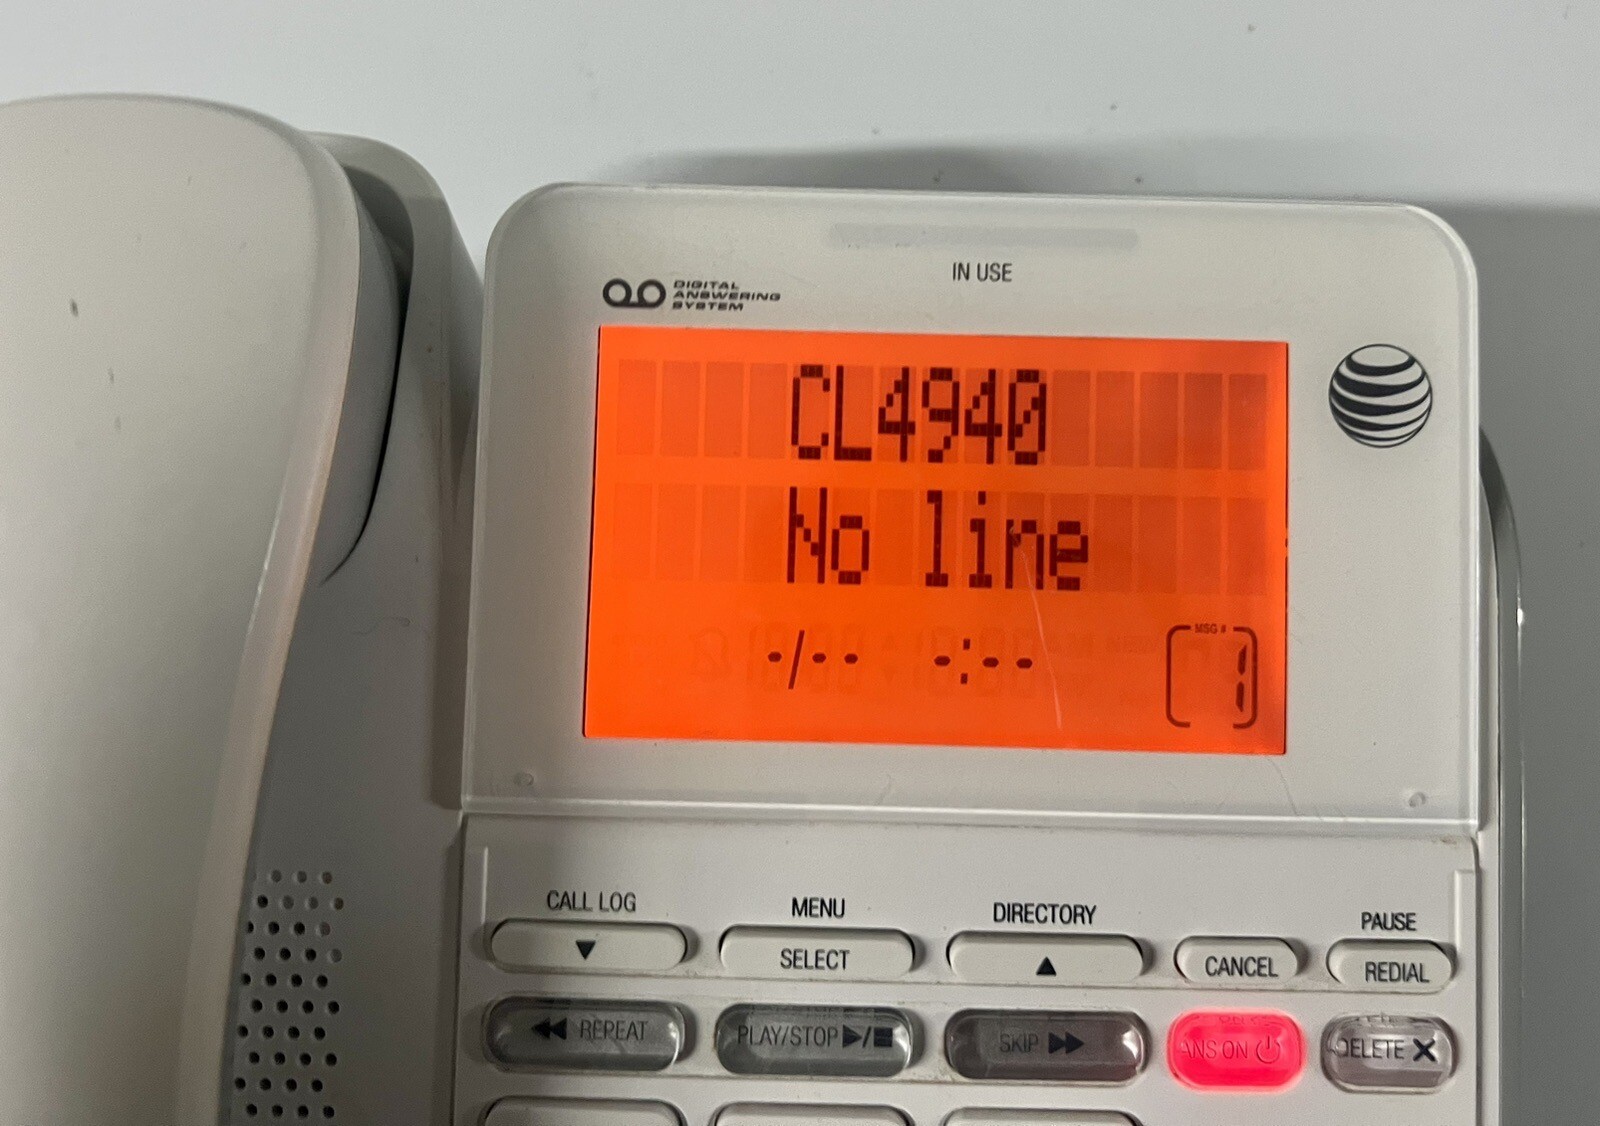 IN USE
DIGITAL
ANSWERING
SYSTEM
CL4940
No line
-/-- -:--
MSG #
1
CALL LOG MENU DIRECTORY PAUSE
SELECT CANCEL REDIAL
REPEAT PLAY/STOP SKIP ANS ON DELETE X